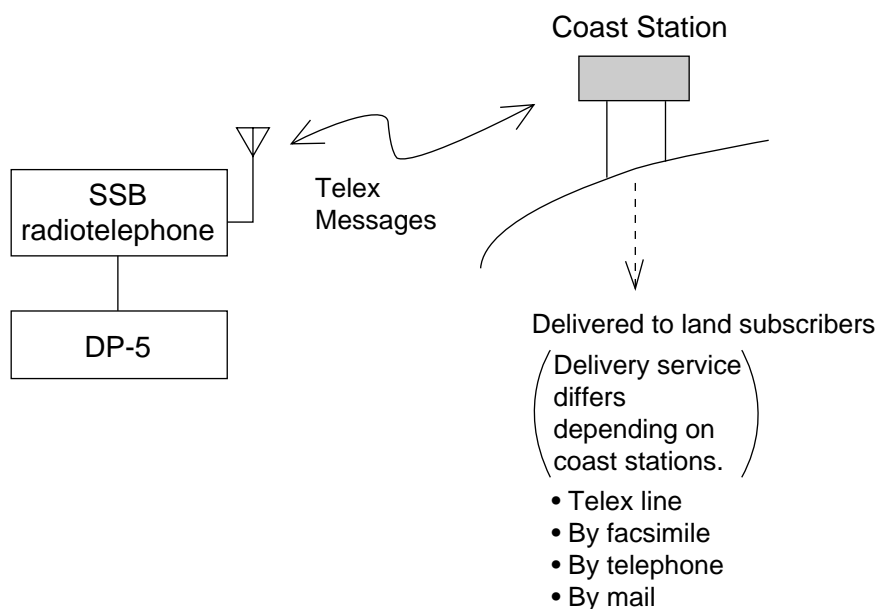 Coast Station
SSB
radiotelephone
Telex
Messages
DP-5
Delivered to land subscribers
Delivery service
differs
depending on
coast stations.
• Telex line
• By facsimile
• By telephone
• By mail